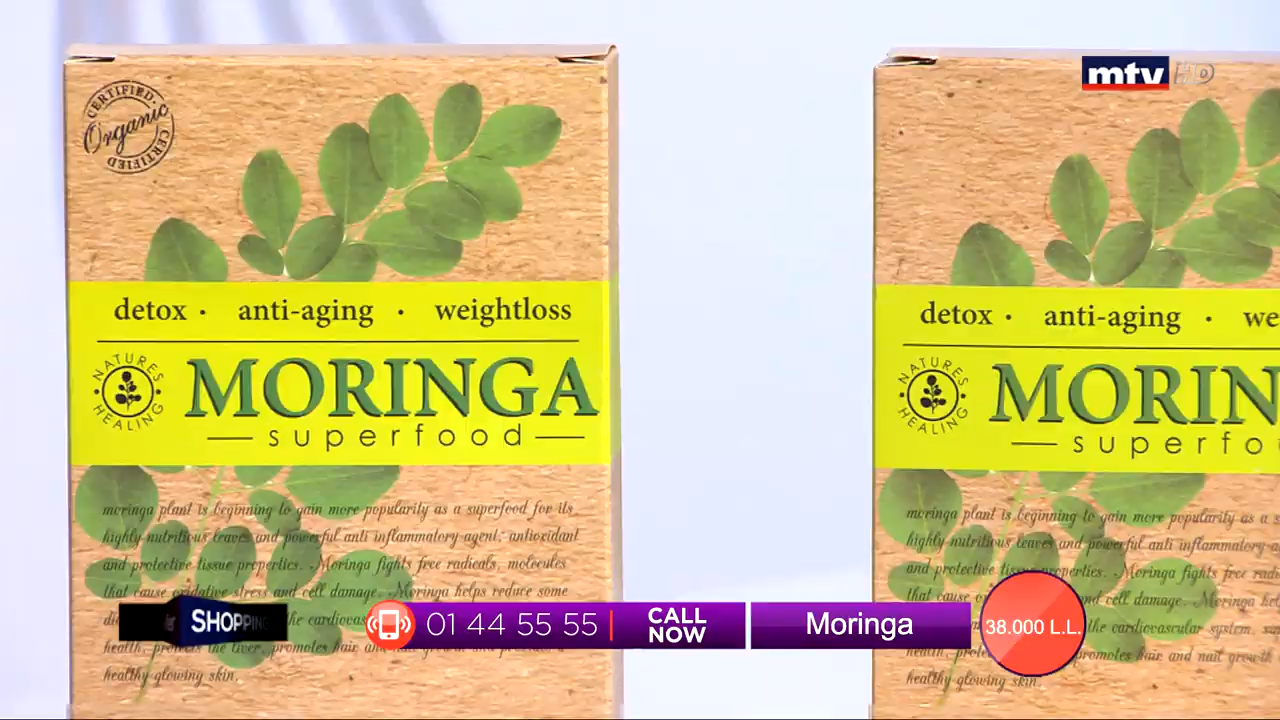 mtv HD
CERTIFIED
Organic
CERTIFIED
detox · anti-aging · weightloss
NATURES
HEALING
MORINGA
superfood
moringa plant is beginning to gain more popularity as a superfood for its
highly nutritious leaves and powerful anti inflammatory agent, antioxidant
and protective tissue properties. Moringa fights free radicals, molecules
that cause oxidative stress and cell damage. Moringa helps reduce some
the cardiovas
health, protects the liver, promotes hair and nail growth and
healthy glowing skin.
detox · anti-aging · we
NATURES
HEALING
MORIN
superfo
moringa plant is beginning to gain more popularity as a
highly nutritious leaves and powerful anti inflammatory
and protective tissue properties. Moringa fights free
that cause and cell damage. Moringa
the cardiovascular system,
promotes hair and nail growth
healthy glowing skin.
SHOPPING
01 44 55 55
CALL
NOW
Moringa
38.000 L.L.